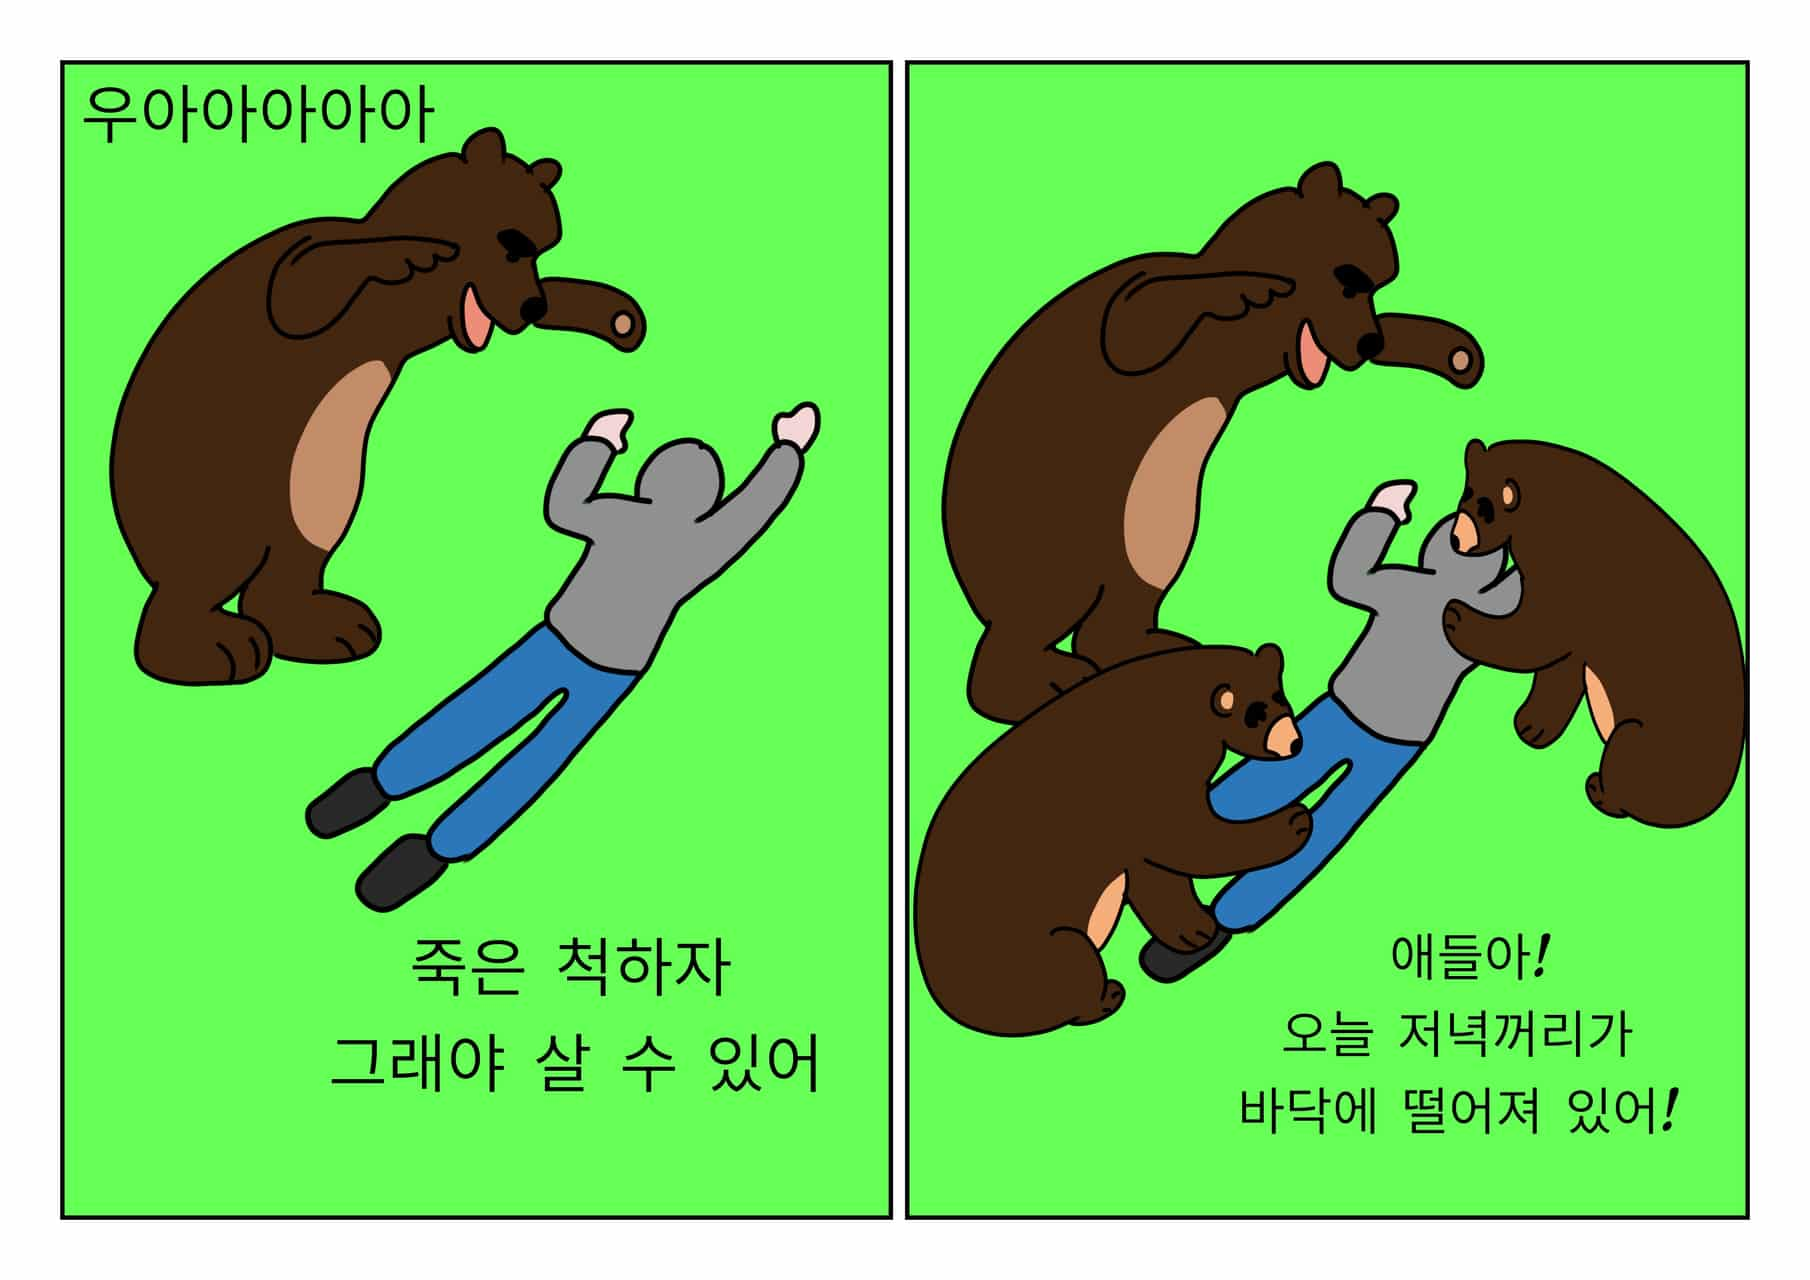 우아아아아아
죽은 척하자
그래야 살 수 있어
애들아!
오늘 저녁꺼리가
바닥에 떨어져 있어!